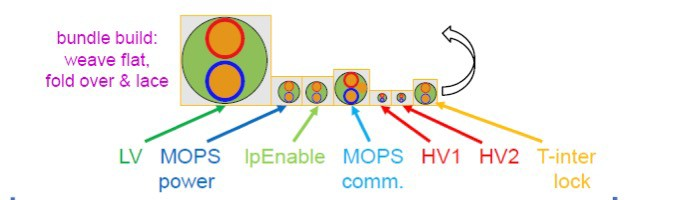 bundle build:
weave flat,
fold over & lace
LV
MOPS
power
lpEnable
MOPS
comm.
HV1
HV2
T-inter
lock